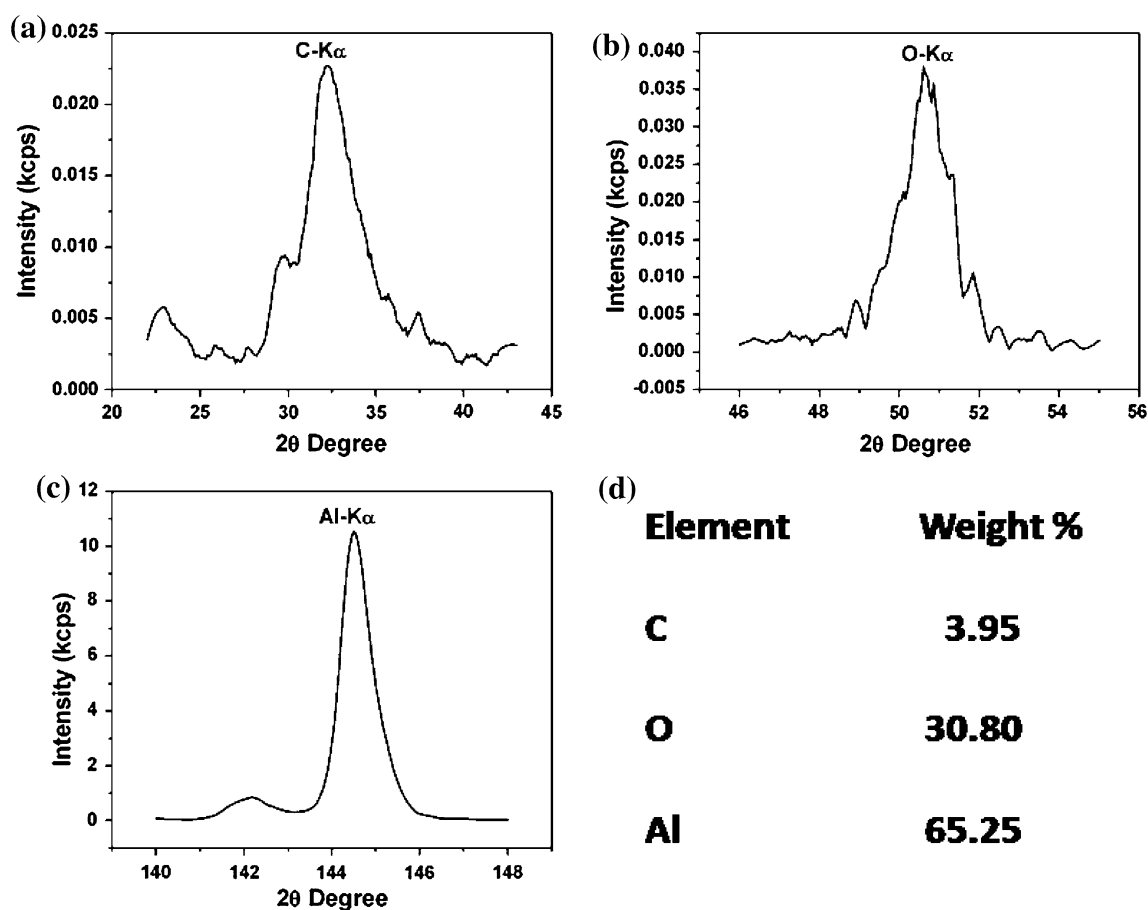 (a)
C-Kα
Intensity (kcps)
0.025
0.020
0.015
0.010
0.005
0.000
20 25 30 35 40 45
2θ Degree
(b)
O-Kα
Intensity (kcps)
0.040
0.035
0.030
0.025
0.020
0.015
0.010
0.005
0.000
-0.005
46 48 50 52 54 56
2θ Degree
(c)
Al-Kα
Intensity (kcps)
12
10
8
6
4
2
0
140 142 144 146 148
2θ Degree
(d)
Element Weight %
C 3.95
O 30.80
Al 65.25